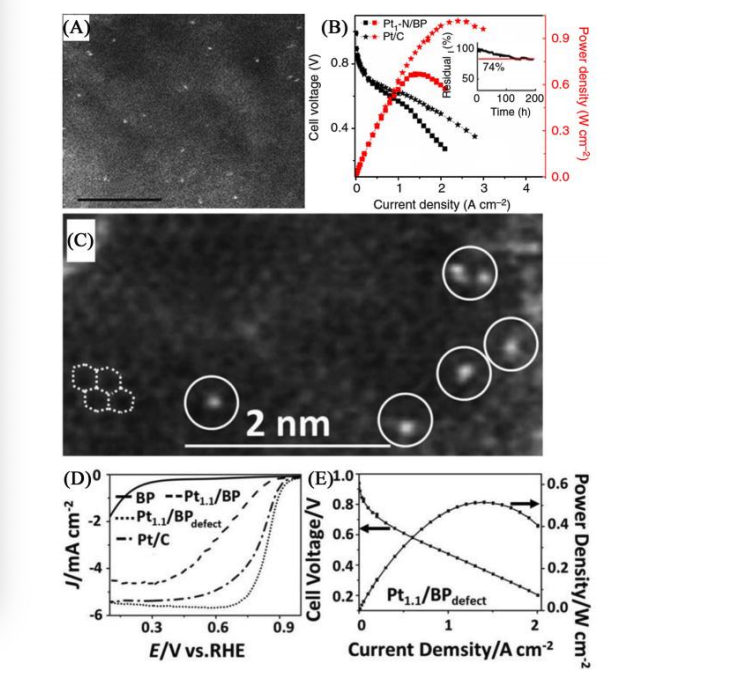 (A)
(B)
Pt1-N/BP
Pt/C
Cell voltage (V)
0.8
0.4
0 1 2 3 4
Current density (A cm–2)
Power density (W cm–2)
0.9
0.6
0.3
0.0
Residual I (%)
100
50
74%
0 100 200
Time (h)
(C)
2 nm
(D)
0
-2
-4
-6
J/mA cm-2
BP Pt1.1/BP
Pt1.1/BPdefect
Pt/C
0.3 0.6 0.9
E/V vs.RHE
(E)
1.0
0.8
0.6
0.4
0.2
Cell Voltage/V
0.6
0.4
0.2
0.0
Power Density/W cm-2
Pt1.1/BPdefect
0 1 2
Current Demsity/A cm-2